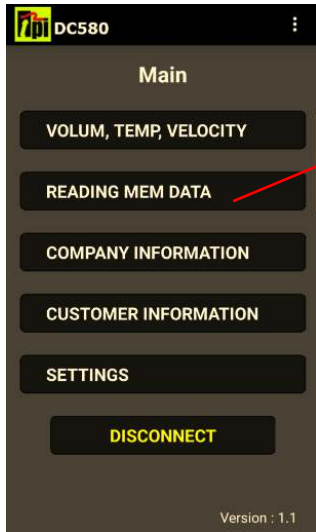 tpi DC580
Main
VOLUM, TEMP, VELOCITY
READING MEM DATA
COMPANY INFORMATION
CUSTOMER INFORMATION
SETTINGS
DISCONNECT
Version : 1.1